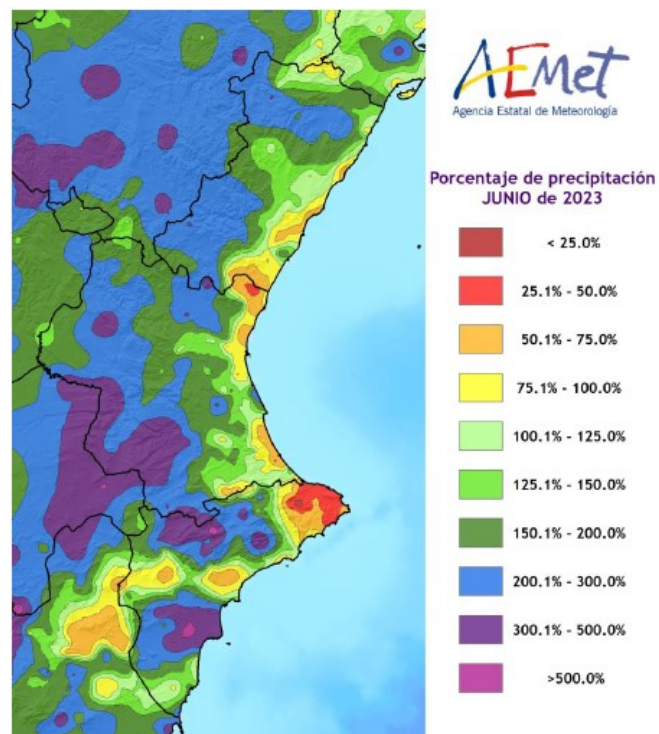 AEMet
Agencia Estatal de Meteorología
Porcentaje de precipitación
JUNIO de 2023
< 25.0%
25.1% - 50.0%
50.1% - 75.0%
75.1% - 100.0%
100.1% - 125.0%
125.1% - 150.0%
150.1% - 200.0%
200.1% - 300.0%
300.1% - 500.0%
>500.0%